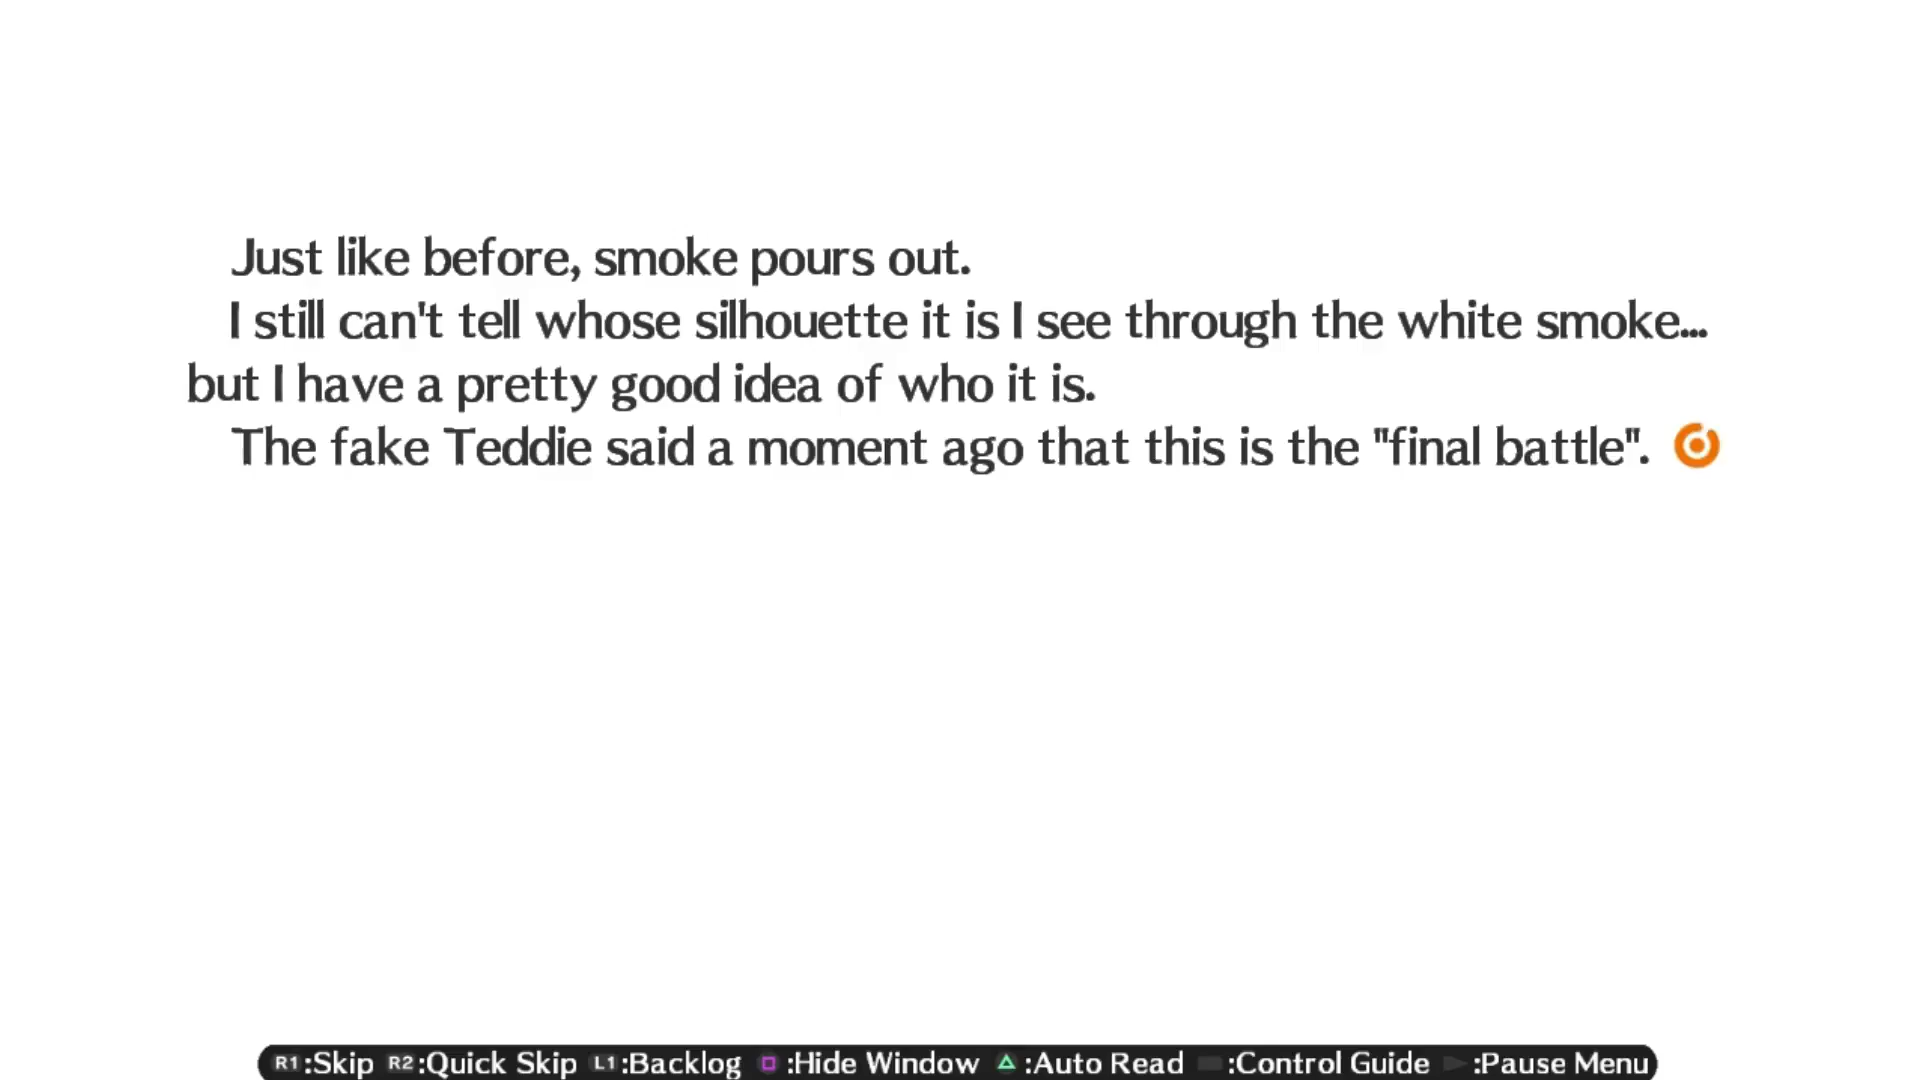 Just like before, smoke pours out.
I still can't tell whose silhouette it is I see through the white smoke...
but I have a pretty good idea of who it is.
The fake Teddie said a moment ago that this is the "final battle".
R1:Skip R2:Quick Skip L1:Backlog :Hide Window :Auto Read :Control Guide :Pause Menu